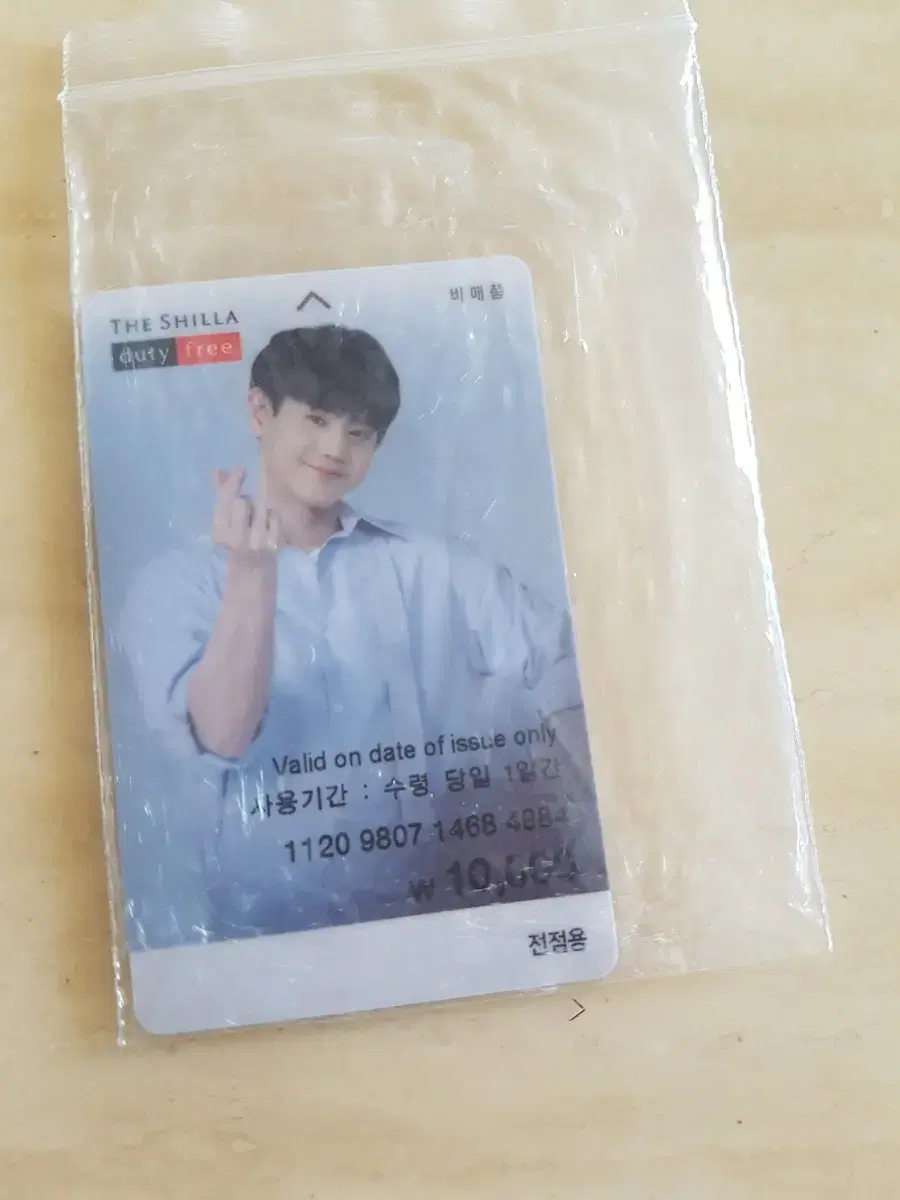 THE SHILLA
duty free
비매품
Valid on date of issue only
사용기간 : 수령 당일 1일간
1120 9807 1468
₩
전점용